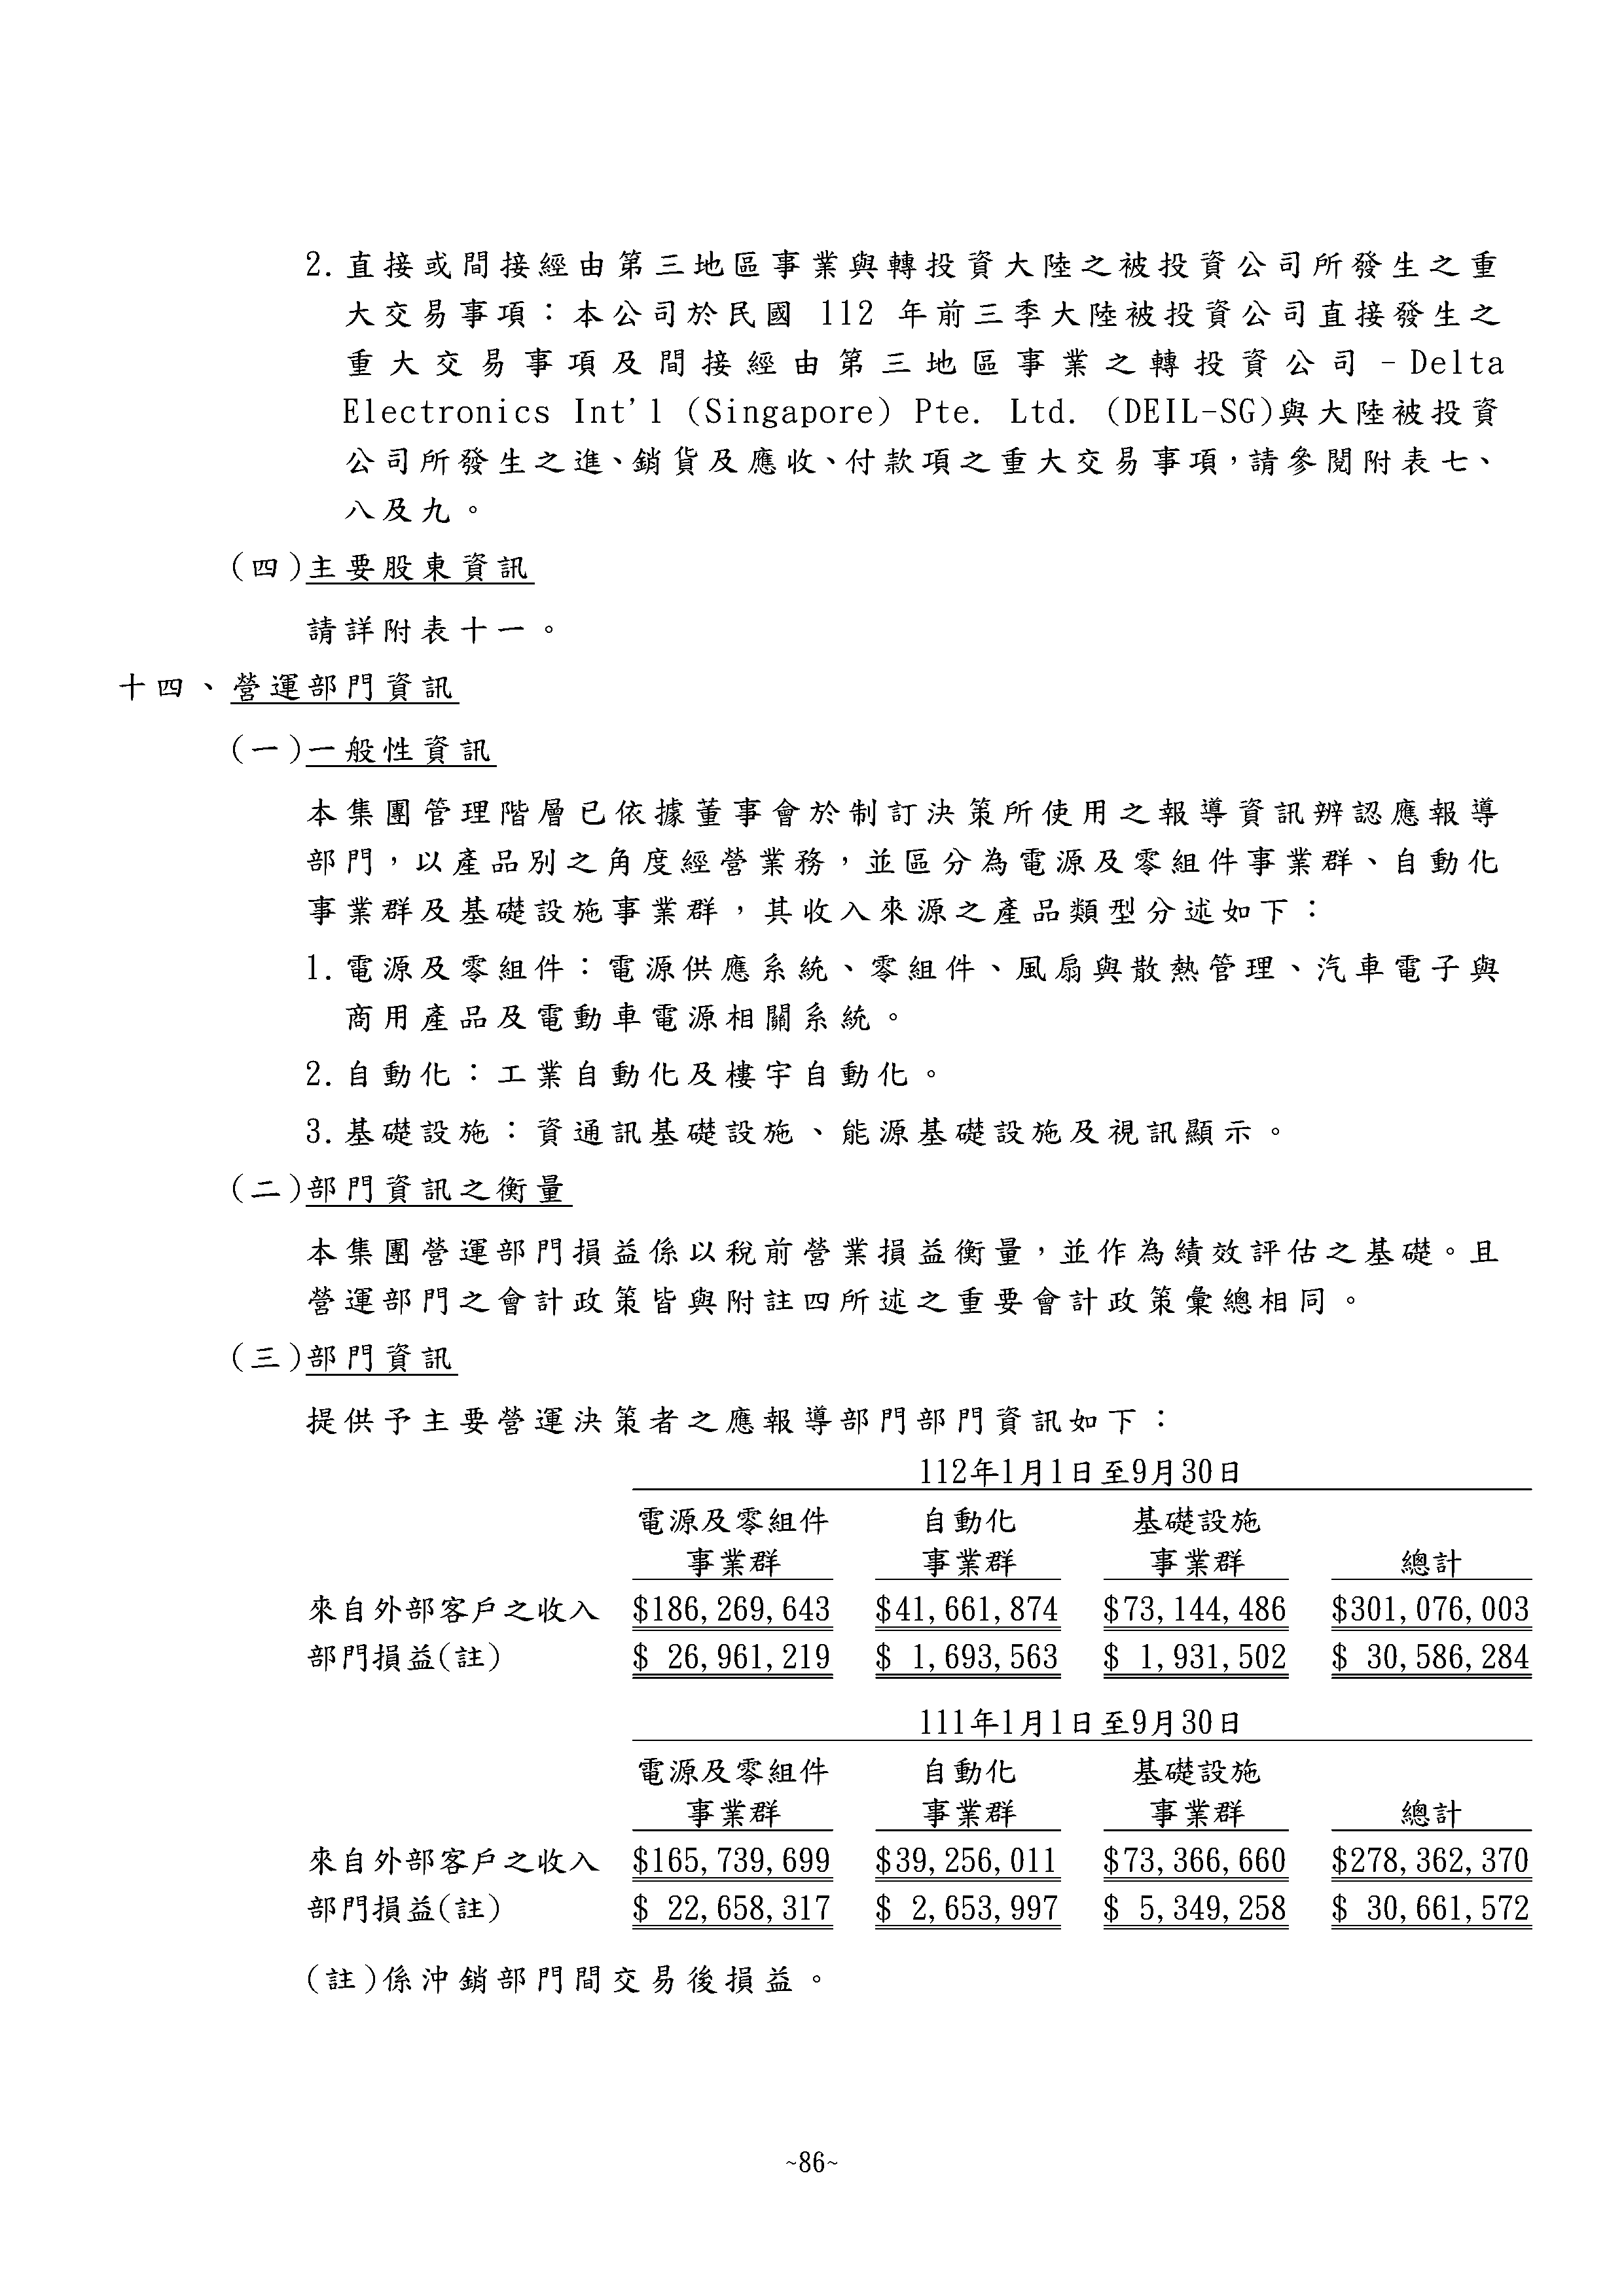 2. 直接或間接經由第三地區事業與轉投資大陸之被投資公司所發生之重
大交易事項：本公司於民國 112 年前三季大陸被投資公司直接發生之
重大交易事項及間接經由第三地區事業之轉投資公司－Delta
Electronics Int'l (Singapore) Pte. Ltd. (DEIL-SG)與大陸被投資
公司所發生之進、銷貨及應收、付款項之重大交易事項，請參閱附表七、
八及九。
(四)主要股東資訊
請詳附表十一。
十四、營運部門資訊
(一)一般性資訊
本集團管理階層已依據董事會於制訂決策所使用之報導資訊辨認應報導
部門，以產品別之角度經營業務，並區分為電源及零組件事業群、自動化
事業群及基礎設施事業群，其收入來源之產品類型分述如下：
1. 電源及零組件：電源供應系統、零組件、風扇與散熱管理、汽車電子與
商用產品及電動車電源相關系統。
2. 自動化：工業自動化及樓宇自動化。
3. 基礎設施：資通訊基礎設施、能源基礎設施及視訊顯示。
(二)部門資訊之衡量
本集團營運部門損益係以稅前營業損益衡量，並作為績效評估之基礎。且
營運部門之會計政策皆與附註四所述之重要會計政策彙總相同。
(三)部門資訊
提供予主要營運決策者之應報導部門部門資訊如下：
112年1月1日至9月30日
電源及零組件 自動化 基礎設施
事業群 事業群 事業群 總計
來自外部客戶之收入 $186,269,643 $41,661,874 $73,144,486 $301,076,003
部門損益(註) $ 26,961,219 $ 1,693,563 $ 1,931,502 $ 30,586,284
111年1月1日至9月30日
電源及零組件 自動化 基礎設施
事業群 事業群 事業群 總計
來自外部客戶之收入 $165,739,699 $39,256,011 $73,366,660 $278,362,370
部門損益(註) $ 22,658,317 $ 2,653,997 $ 5,349,258 $ 30,661,572
(註)係沖銷部門間交易後損益。
~86~